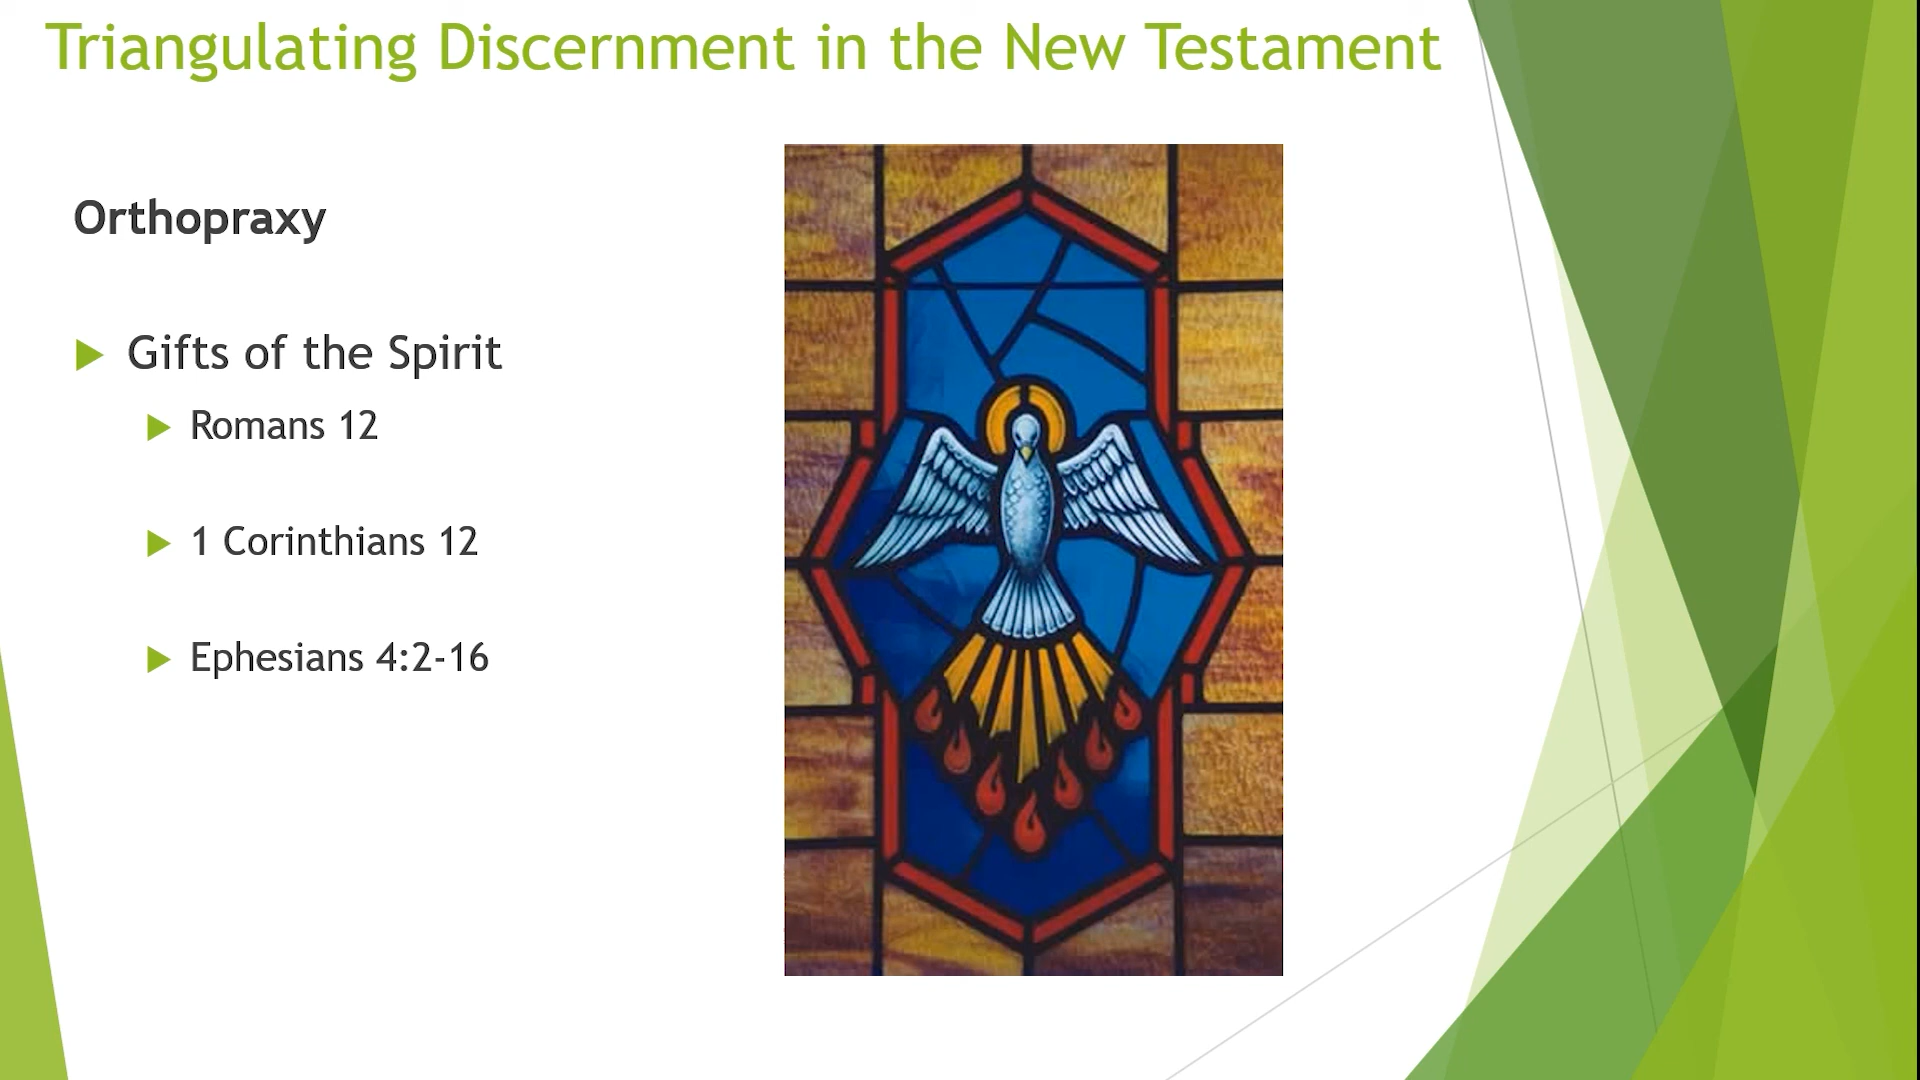 Triangulating Discernment in the New Testament
Orthopraxy
Gifts of the Spirit
Romans 12
1 Corinthians 12
Ephesians 4:2-16